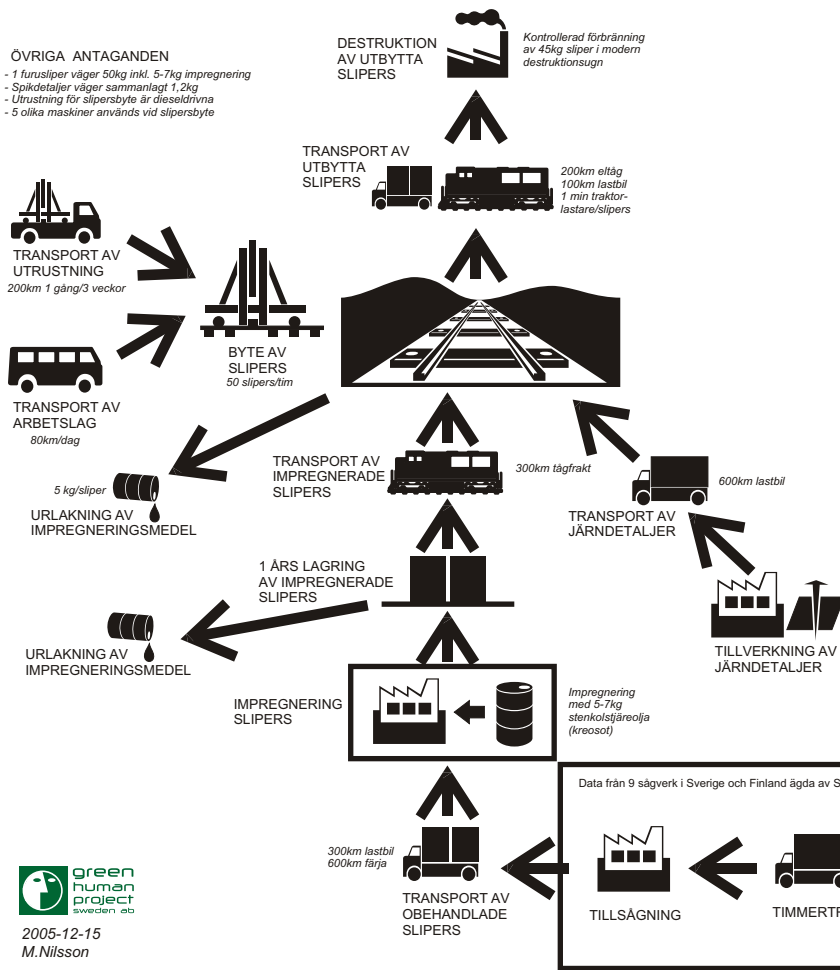 DESTRUKTION
AV UTBYTTA
SLIPERS
Kontrollerad förbränning
av 45kg sliper i modern
destruktionsugn
ÖVRIGA ANTAGANDEN
- 1 furusliper väger 50kg inkl. 5-7kg impregnering
- Spikdetaljer väger sammanlagt 1,2kg
- Utrustning för slipersbyte är dieseldrivna
- 5 olika maskiner används vid slipersbyte
TRANSPORT AV
UTBYTTA
SLIPERS
200km eltåg
100km lastbil
1 min traktor-
lastare/slipers
TRANSPORT AV
UTRUSTNING
200km 1 gång/3 veckor
BYTE AV
SLIPERS
50 slipers/tim
TRANSPORT AV
ARBETSLAG
80km/dag
TRANSPORT AV
IMPREGNERADE
SLIPERS
300km tågfrakt
5 kg/sliper
URLAKNING AV
IMPREGNERINGSMEDEL
600km lastbil
TRANSPORT AV
JÄRNDETALJER
1 ÅRS LAGRING
AV IMPREGNERADE
SLIPERS
URLAKNING AV
IMPREGNERINGSMEDEL
TILLVERKNING AV
JÄRNDETALJER
IMPREGNERING
SLIPERS
Impregnering
med 5-7kg
stenkolstjäreolja
(kreosot)
Data från 9 sågverk i Sverige och Finland ägda av S
300km lastbil
600km färja
TRANSPORT AV
OBEHANDLADE
SLIPERS
TILLSÅGNING
green
human
project
sweden ab
2005-12-15
M.Nilsson